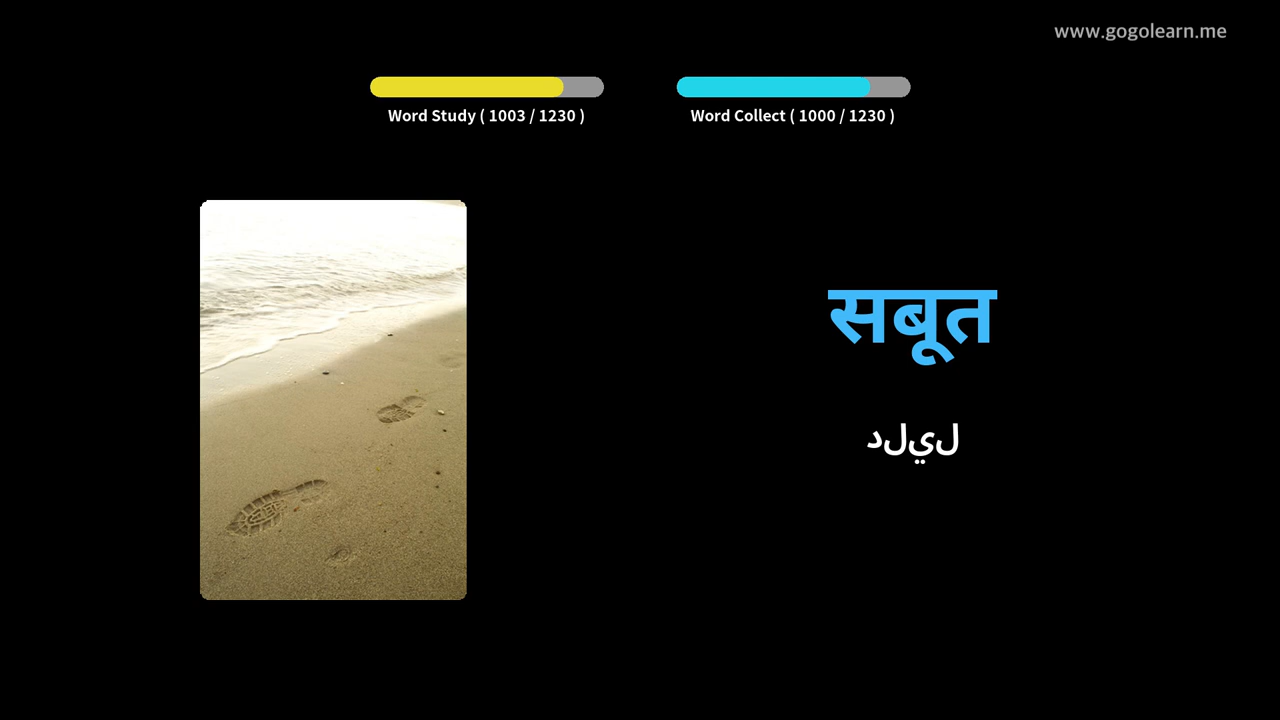 www.gogolearn.me
Word Study ( 1003 / 1230 )
Word Collect ( 1000 / 1230 )
सबूत
دليل